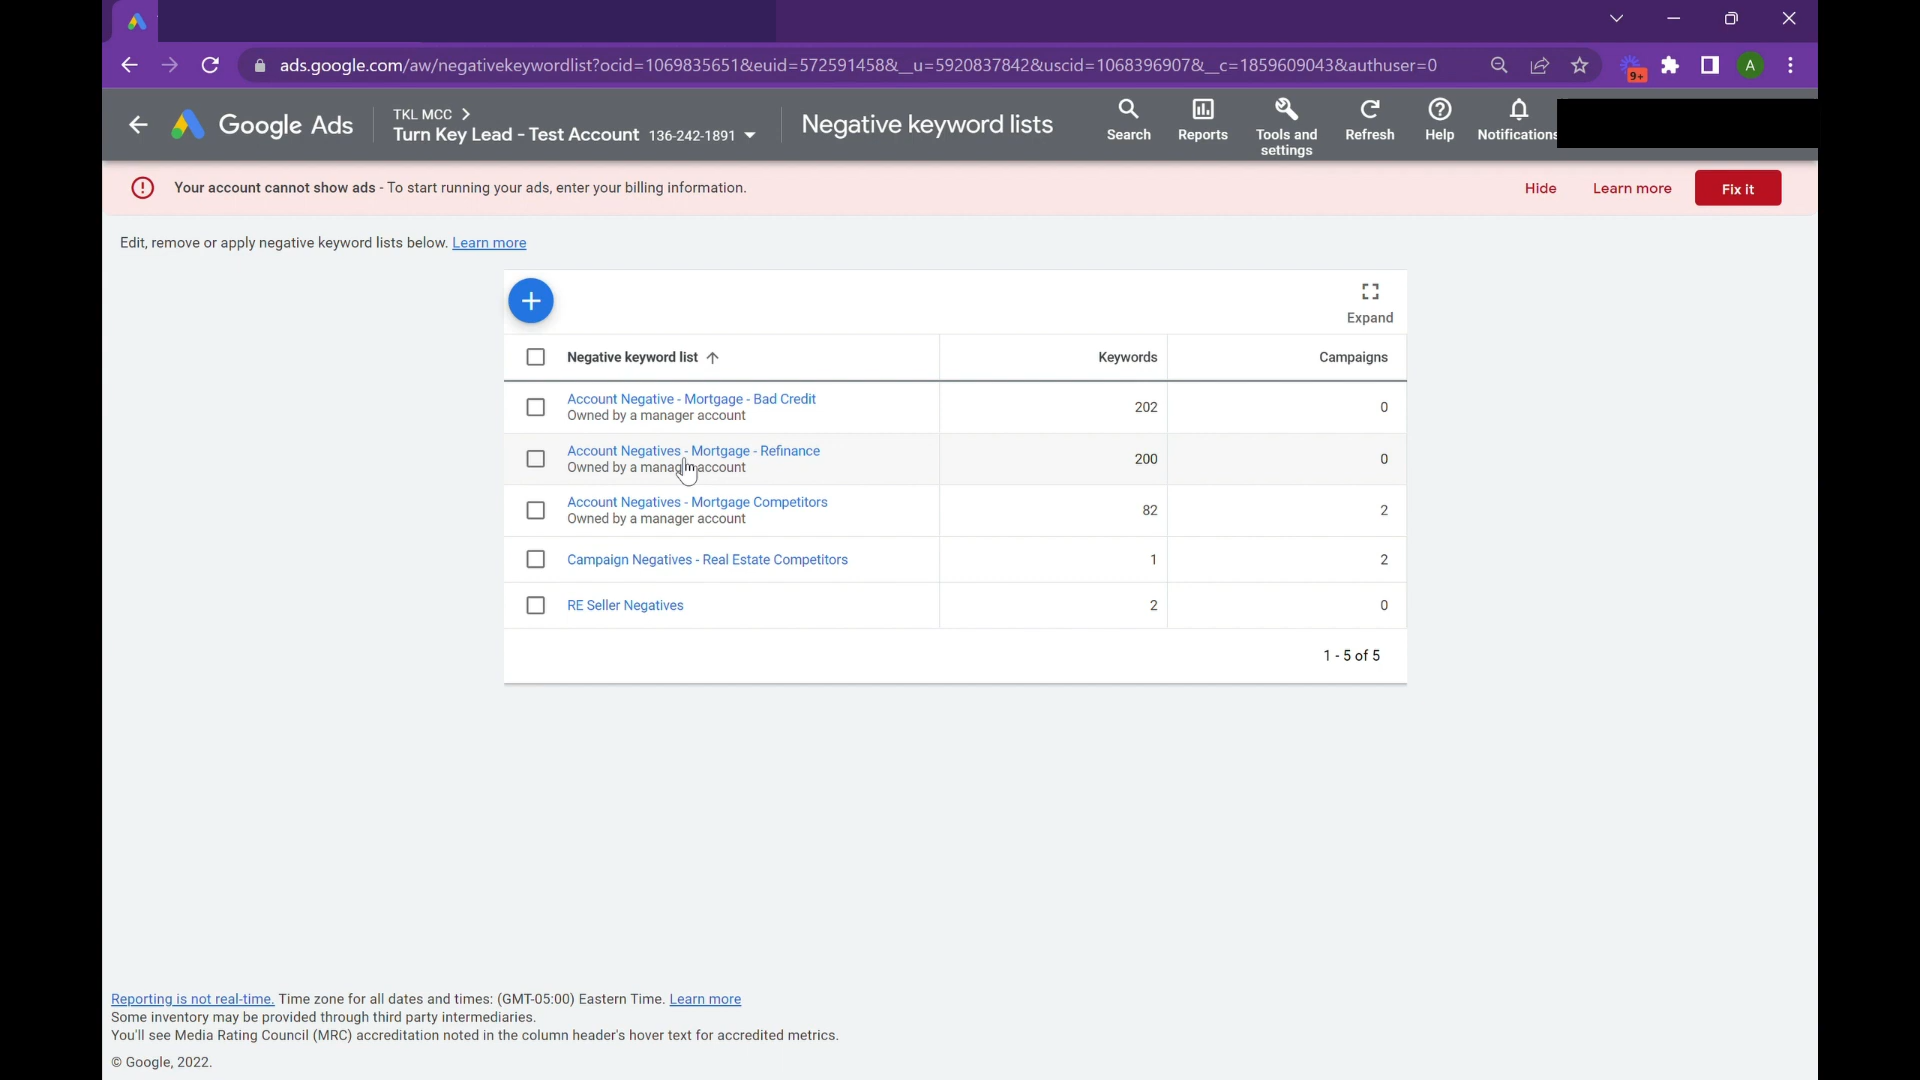 ads.google.com/aw/negativekeywordlist?ocid=1069835651&euid=572591458&__u=5920837842&uscid=1068396907&__c=1859609043&authuser=0
9+
A
Google Ads
TKL MCC
Turn Key Lead - Test Account 136-242-1891
Negative keyword lists
Search
Reports
Tools and
settings
Refresh
Help
Notifications
Your account cannot show ads - To start running your ads, enter your billing information.
Hide
Learn more
Fix it
Edit, remove or apply negative keyword lists below. Learn more
Expand
Negative keyword list
Keywords
Campaigns
Account Negative - Mortgage - Bad Credit
Owned by a manager account
202
0
Account Negatives - Mortgage - Refinance
Owned by a manager account
200
0
Account Negatives - Mortgage Competitors
Owned by a manager account
82
2
Campaign Negatives - Real Estate Competitors
1
2
RE Seller Negatives
2
0
1 - 5 of 5
Reporting is not real-time. Time zone for all dates and times: (GMT-05:00) Eastern Time. Learn more
Some inventory may be provided through third party intermediaries.
You'll see Media Rating Council (MRC) accreditation noted in the column header's hover text for accredited metrics.
© Google, 2022.